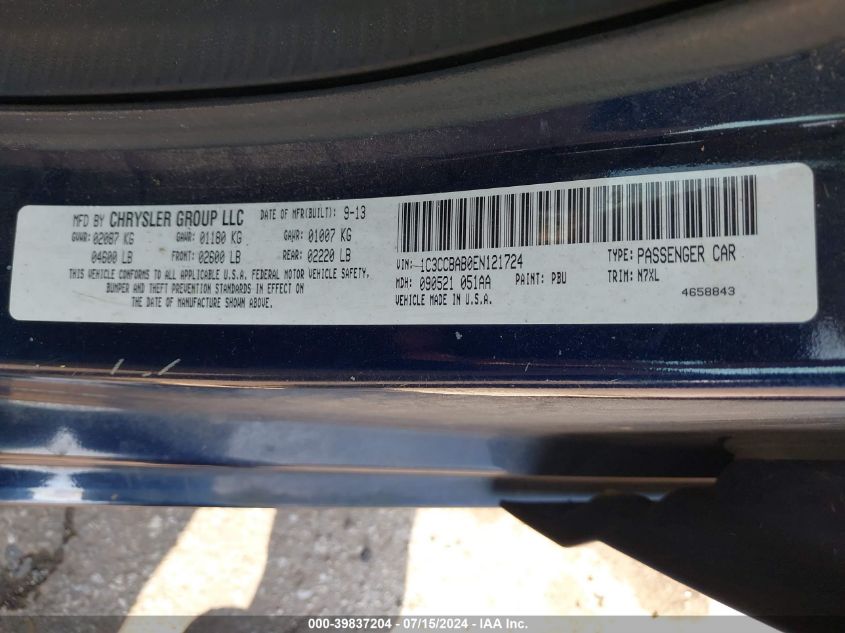 MFD BY CHRYSLER GROUP LLC DATE OF MFR(BUILT): 9-13
GVWR: 02087 KG GAWR: 01180 KG GAWR: 01007 KG
04600 LB FRONT: 02600 LB REAR: 02220 LB
THIS VEHICLE CONFORMS TO ALL APPLICABLE U.S.A. FEDERAL MOTOR VEHICLE SAFETY,
BUMPER AND THEFT PREVENTION STANDARDS IN EFFECT ON
THE DATE OF MANUFACTURE SHOWN ABOVE.
VIN: 1C3CCBAB0EN121724 TYPE: PASSENGER CAR
MDH: 090521 051AA PAINT: PBU TRIM: N7XL
VEHICLE MADE IN U.S.A. 4658843
000-39837204 - 07/15/2024 - IAA Inc.